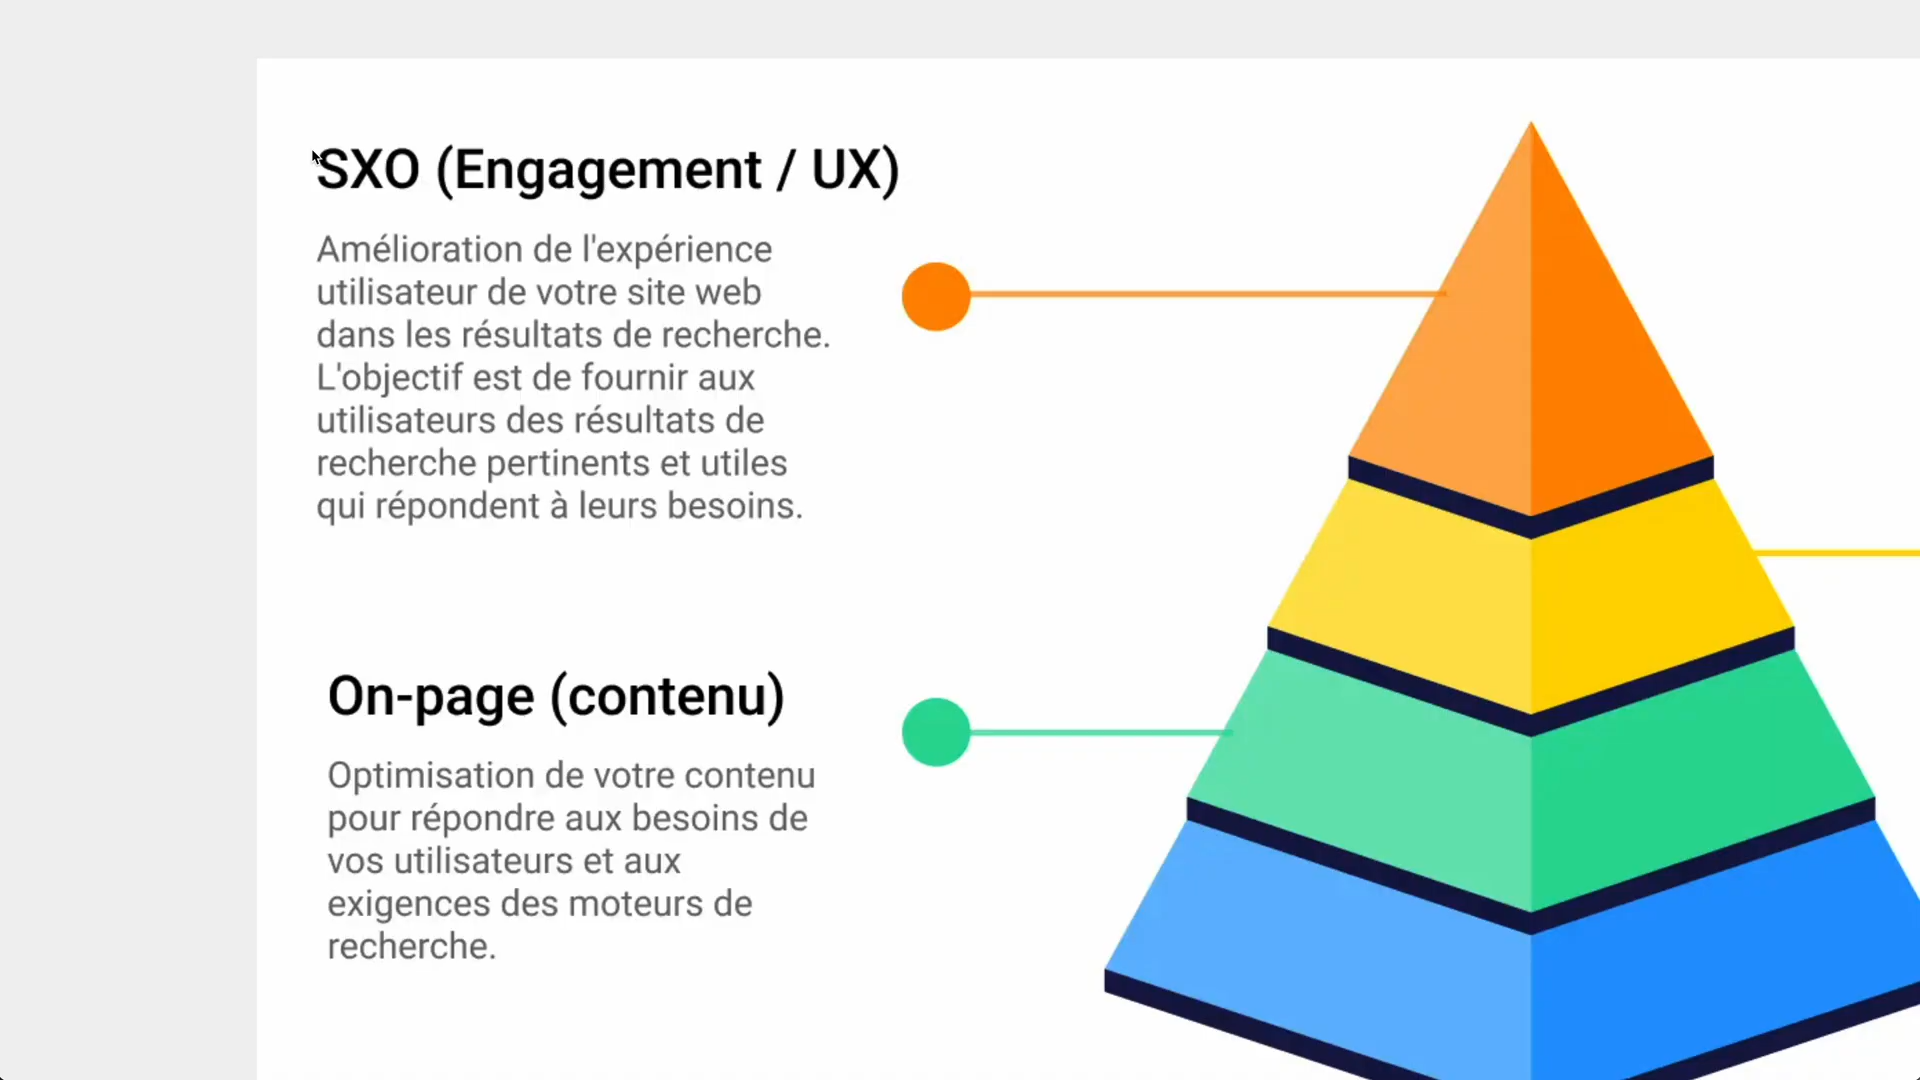 SXO (Engagement / UX)
Amélioration de l'expérience
utilisateur de votre site web
dans les résultats de recherche.
L'objectif est de fournir aux
utilisateurs des résultats de
recherche pertinents et utiles
qui répondent à leurs besoins.
On-page (contenu)
Optimisation de votre contenu
pour répondre aux besoins de
vos utilisateurs et aux
exigences des moteurs de
recherche.